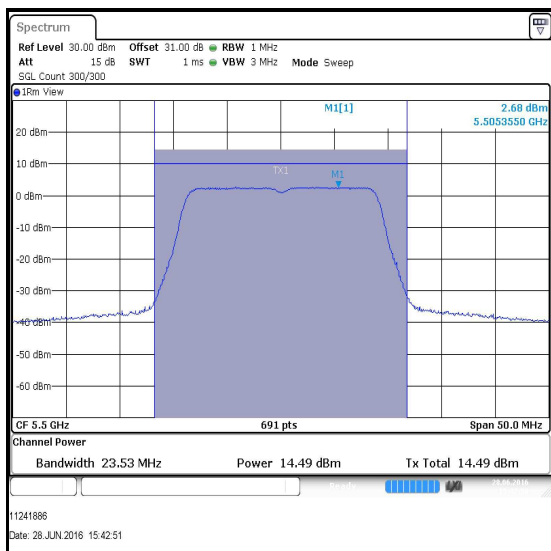 Spectrum
Ref Level 30.00 dBm Offset 31.00 dB RBW 1 MHz
Att 15 dB SWT 1 ms VBW 3 MHz Mode Sweep
SGL Count 300/300
1Rm View
M1[1] 2.68 dBm
5.5053550 GHz
20 dBm
10 dBm
TX1
M1
0 dBm
-10 dBm
-20 dBm
-30 dBm
-40 dBm
-50 dBm
-60 dBm
CF 5.5 GHz 691 pts Span 50.0 MHz
Channel Power
Bandwidth 23.53 MHz Power 14.49 dBm Tx Total 14.49 dBm
28.06.2016
11241886
Date: 28.JUN.2016 15:42:51